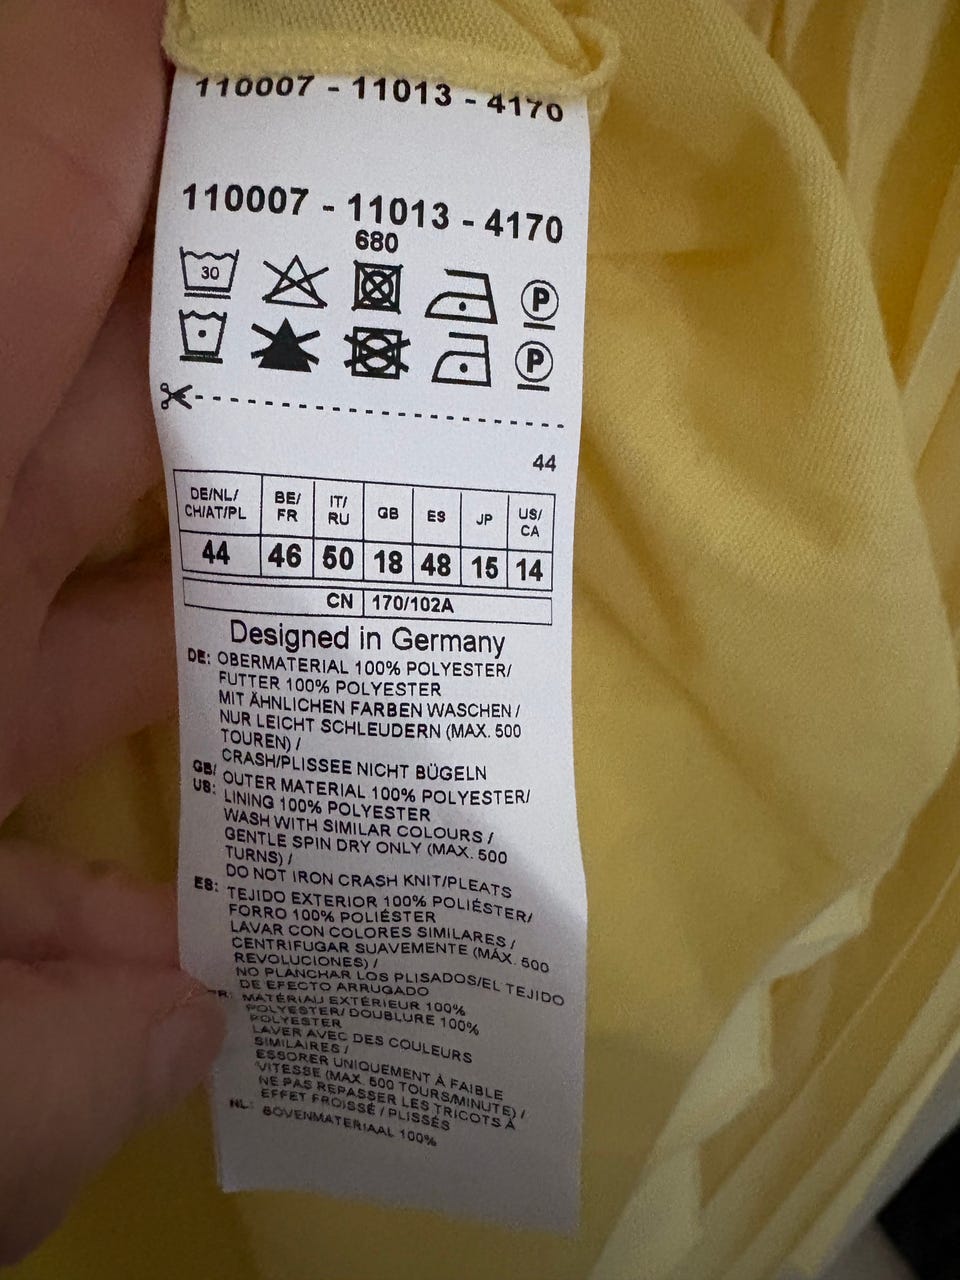 110007 - 11013 - 4170
110007 - 11013 - 4170
680
30 P
P
44
DE/NL/CH/AT/PL BE/FR IT/RU GB ES JP US/CA
44 46 50 18 48 15 14
CN 170/102A
Designed in Germany
DE: OBERMATERIAL 100% POLYESTER/
FUTTER 100% POLYESTER
MIT ÄHNLICHEN FARBEN WASCHEN /
NUR LEICHT SCHLEUDERN (MAX. 500
TOUREN) /
CRASH/PLISSEE NICHT BÜGELN
GB/US: OUTER MATERIAL 100% POLYESTER/
LINING 100% POLYESTER
WASH WITH SIMILAR COLOURS /
GENTLE SPIN DRY ONLY (MAX. 500
TURNS) /
DO NOT IRON CRASH KNIT/PLEATS
ES: TEJIDO EXTERIOR 100% POLIÉSTER/
FORRO 100% POLIÉSTER
LAVAR CON COLORES SIMILARES /
CENTRIFUGAR SUAVEMENTE (MÁX. 500
REVOLUCIONES) /
NO PLANCHAR LOS PLISADOS/EL TEJIDO
DE EFECTO ARRUGADO
FR: MATÉRIAU EXTÉRIEUR 100%
POLYESTER/ DOUBLURE 100%
POLYESTER
LAVER AVEC DES COULEURS
SIMILAIRES /
ESSORER UNIQUEMENT À FAIBLE
VITESSE (MAX. 500 TOURS/MINUTE) /
NE PAS REPASSER LES TRICOTS À
EFFET FROISSÉ / PLISSÉS
NL: BOVENMATERIAAL 100%